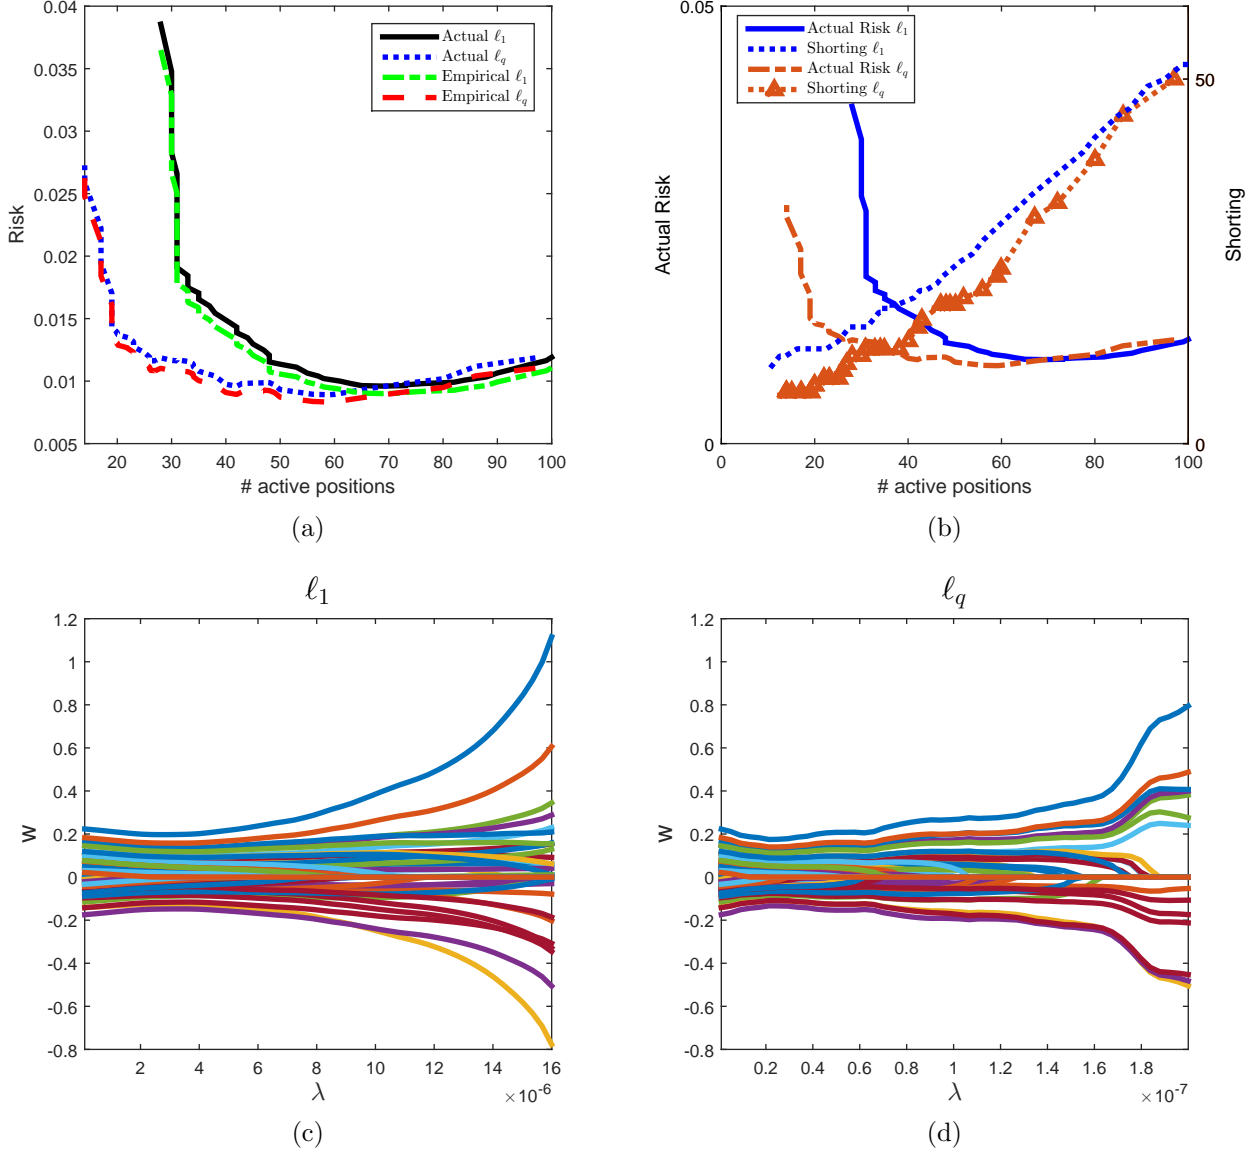 0.04
0.035
0.03
0.025
0.02
0.015
0.01
0.005
Risk
20 30 40 50 60 70 80 90 100
# active positions
Actual ℓ1
Actual ℓq
Empirical ℓ1
Empirical ℓq
(a)
0.05
0
Actual Risk
50
0
Shorting
0 20 40 60 80 100
# active positions
Actual Risk ℓ1
Shorting ℓ1
Actual Risk ℓq
Shorting ℓq
(b)
ℓ1
1.2
1
0.8
0.6
0.4
0.2
0
-0.2
-0.4
-0.6
-0.8
w
2 4 6 8 10 12 14 16
λ
×10-6
(c)
ℓq
1.2
1
0.8
0.6
0.4
0.2
0
-0.2
-0.4
-0.6
-0.8
w
0.2 0.4 0.6 0.8 1 1.2 1.4 1.6 1.8
λ
×10-7
(d)